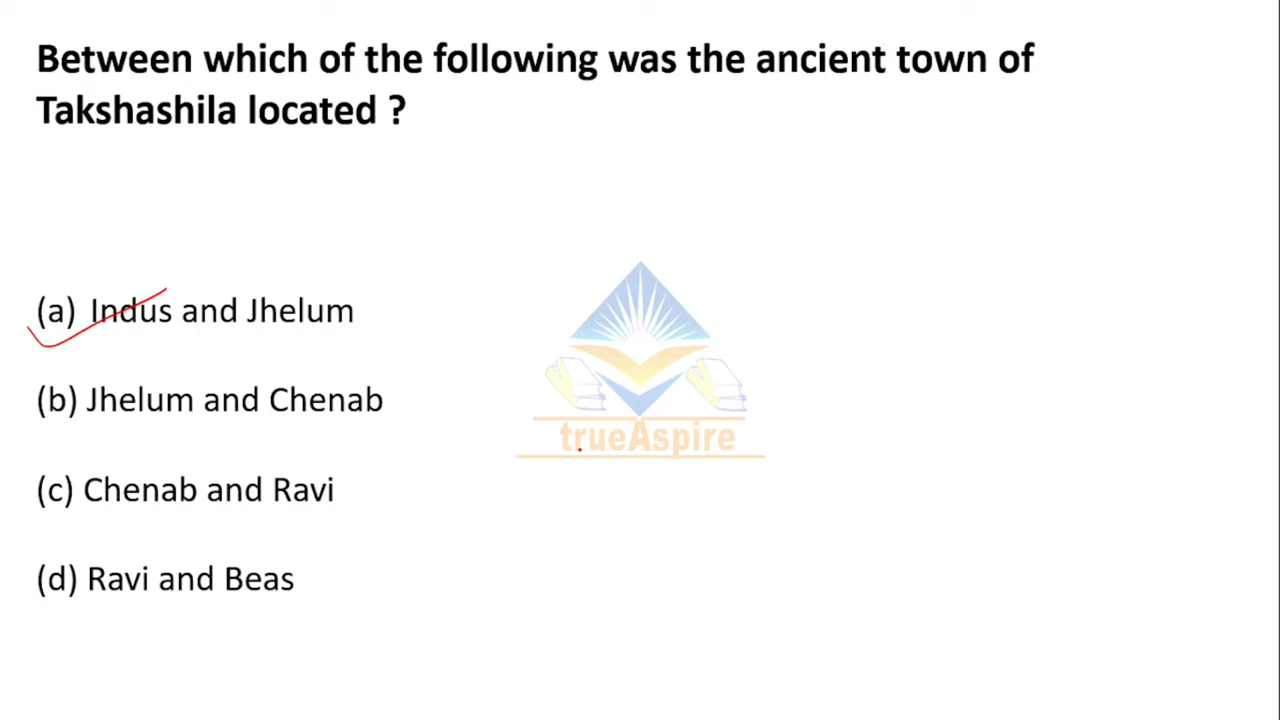 Between which of the following was the ancient town of
Takshashila located ?
(a) Indus and Jhelum
(b) Jhelum and Chenab
trueAspire
(c) Chenab and Ravi
(d) Ravi and Beas